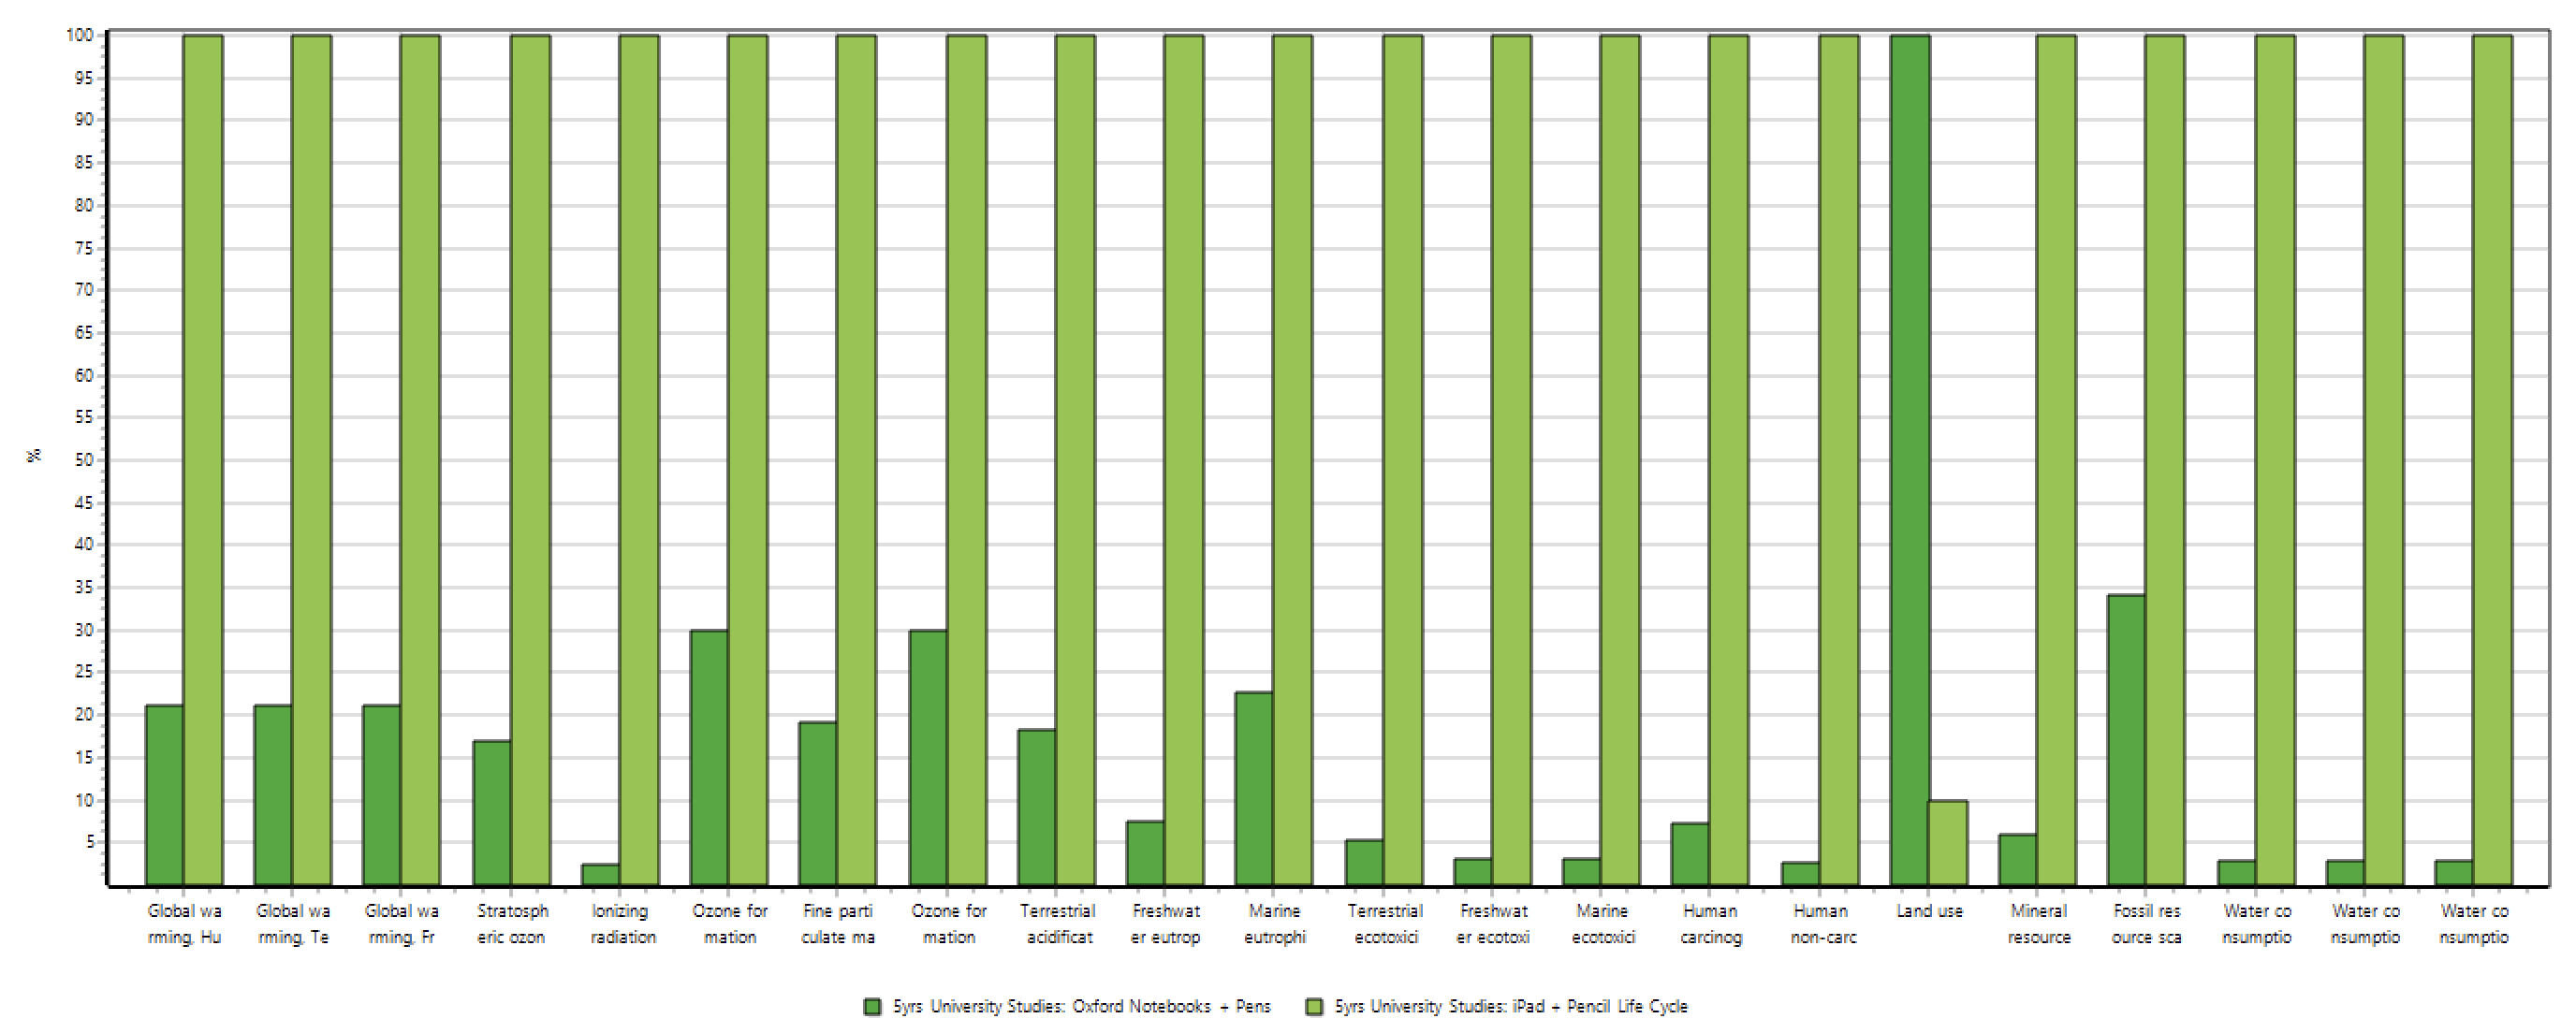 100
95
90
85
80
75
70
65
60
55
50
45
40
35
30
25
20
15
10
5
%
Global wa
rming, Hu
Global wa
rming, Te
Global wa
rming, Fr
Stratosph
eric ozon
Ionizing
radiation
Ozone for
mation
Fine parti
culate ma
Ozone for
mation
Terrestrial
acidificat
Freshwat
er eutrop
Marine
eutrophi
Terrestrial
ecotoxici
Freshwat
er ecotoxi
Marine
ecotoxici
Human
carcinog
Human
non-carc
Land use
Mineral
resource
Fossil res
ource sca
Water co
nsumptio
Water co
nsumptio
Water co
nsumptio
5yrs University Studies: Oxford Notebooks + Pens
5yrs University Studies: iPad + Pencil Life Cycle